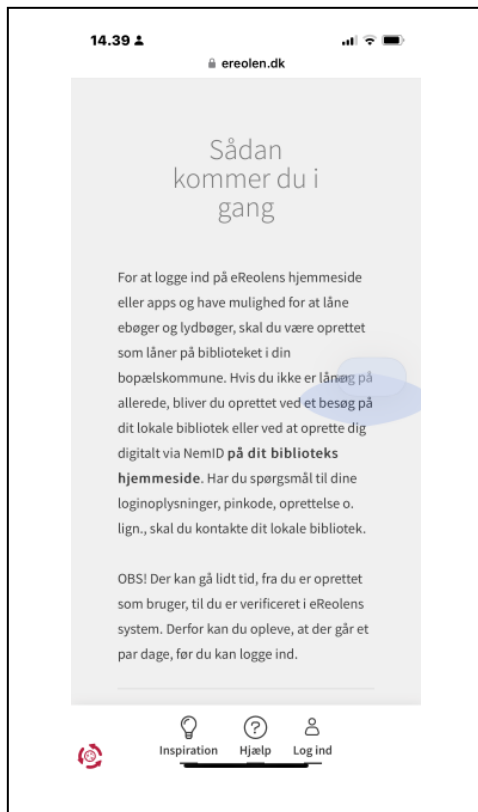 14.39
ereolen.dk
Sådan
kommer du i
gang
For at logge ind på eReolens hjemmeside
eller apps og have mulighed for at låne
ebøger og lydbøger, skal du være oprettet
som låner på biblioteket i din
bopælskommune. Hvis du ikke er på
allerede, bliver du oprettet ved et besøg på
dit lokale bibliotek eller ved at oprette dig
digitalt via NemID på dit biblioteks
hjemmeside. Har du spørgsmål til dine
loginoplysninger, pinkode, oprettelse o.
lign., skal du kontakte dit lokale bibliotek.
OBS! Der kan gå lidt tid, fra du er oprettet
som bruger, til du er verificeret i eReolens
system. Derfor kan du opleve, at der går et
par dage, før du kan logge ind.
Inspiration Hjælp Log ind